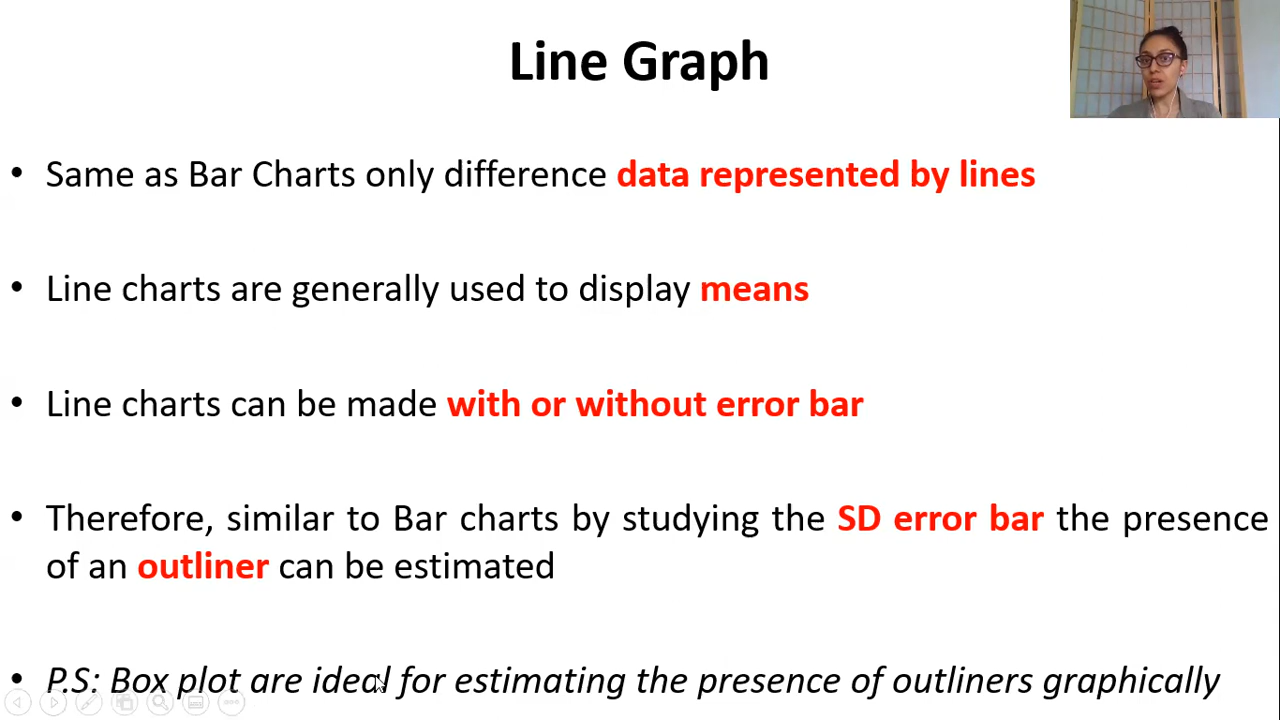 Line Graph
• Same as Bar Charts only difference data represented by lines
• Line charts are generally used to display means
• Line charts can be made with or without error bar
• Therefore, similar to Bar charts by studying the SD error bar the presence
of an outliner can be estimated
• P.S: Box plot are ideal for estimating the presence of outliners graphically